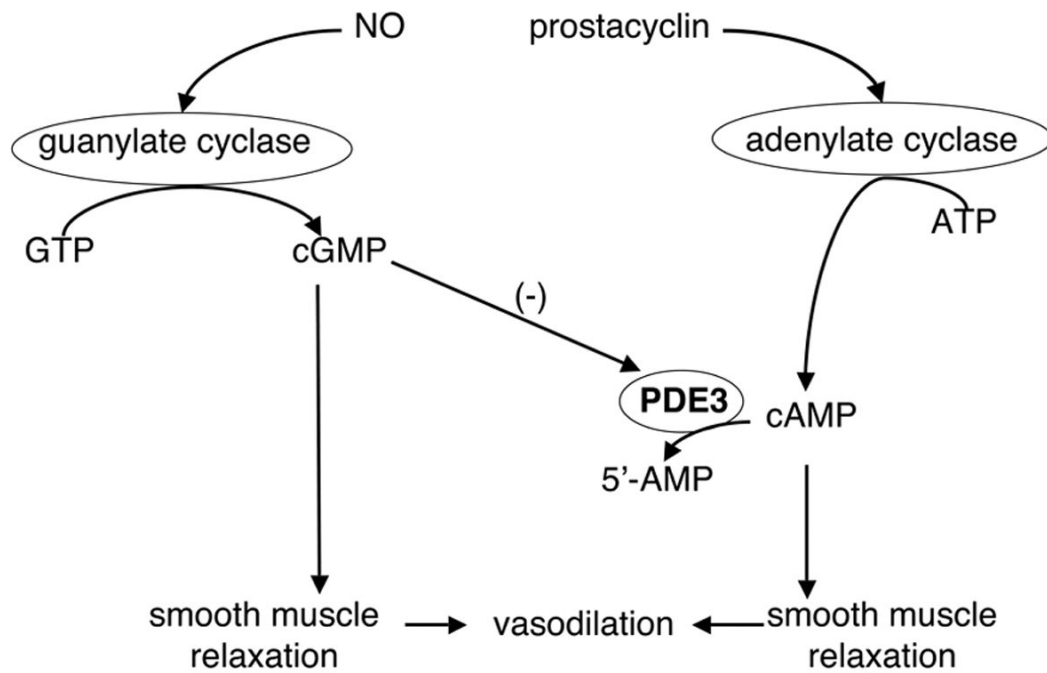 NO
prostacyclin
guanylate cyclase
adenylate cyclase
GTP
cGMP
ATP
(-)
PDE3
cAMP
5’-AMP
smooth muscle
relaxation
vasodilation
smooth muscle
relaxation